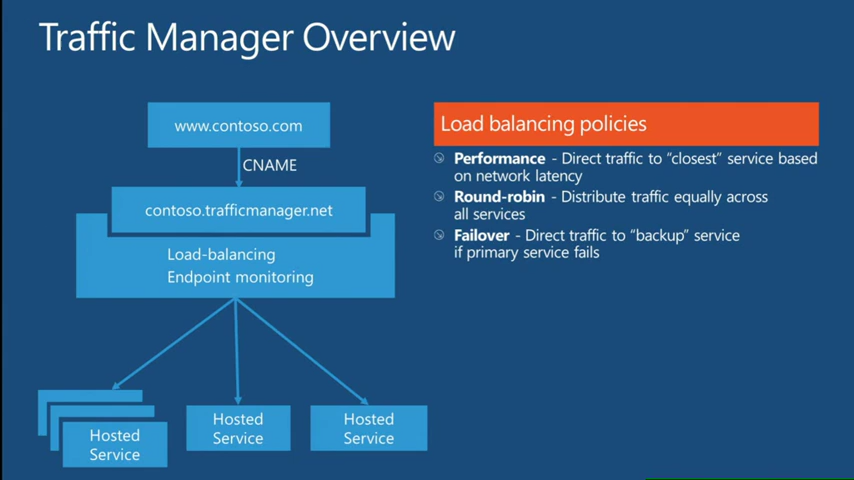 Traffic Manager Overview
www.contoso.com
CNAME
contoso.trafficmanager.net
Load-balancing
Endpoint monitoring
Hosted
Service
Hosted
Service
Hosted
Service
Load balancing policies
Performance - Direct traffic to “closest” service based
on network latency
Round-robin - Distribute traffic equally across
all services
Failover - Direct traffic to “backup” service
if primary service fails